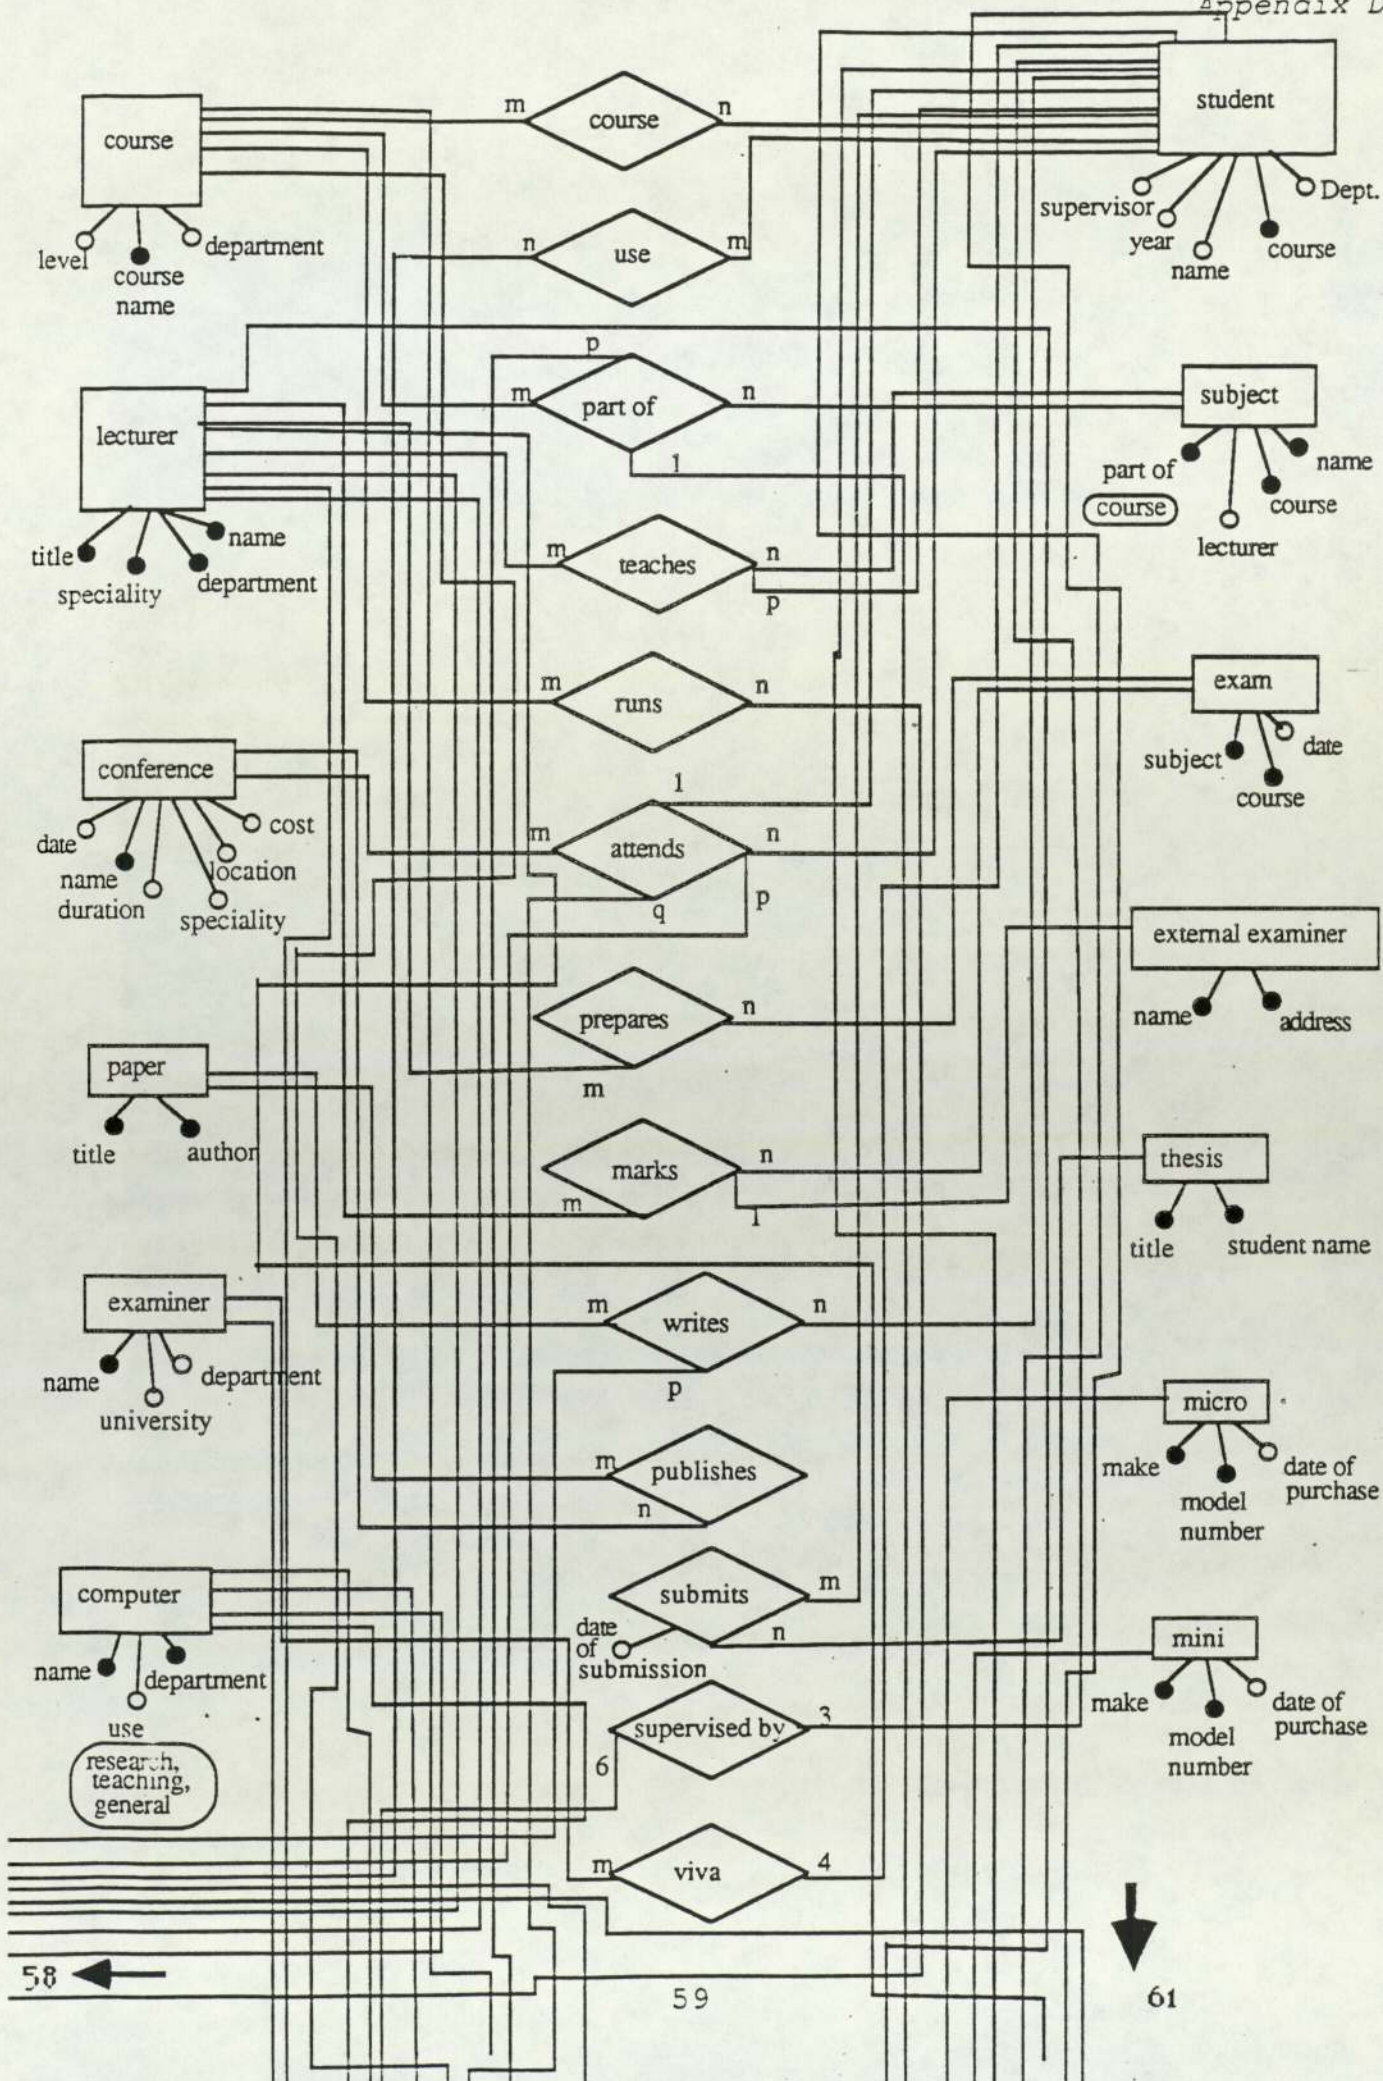 Appendix D
m
course
n
course
student
supervisor
Dept.
year
name
course
level
department
course
name
n
use
m
p
m
part of
n
1
subject
part of
name
course
course
lecturer
lecturer
title
name
speciality
department
m
teaches
n
p
m
runs
n
exam
subject
date
course
conference
date
cost
location
name
duration
speciality
1
m
attends
n
q
p
external examiner
name
address
prepares
n
m
paper
title
author
marks
n
m
1
thesis
title
student name
examiner
name
department
university
m
writes
n
p
micro
make
date of
purchase
model
number
m
publishes
n
computer
name
department
use
research,
teaching,
general
submits
m
n
date
of
submission
mini
make
date of
purchase
model
number
supervised by
3
6
m
viva
4
58
59
61